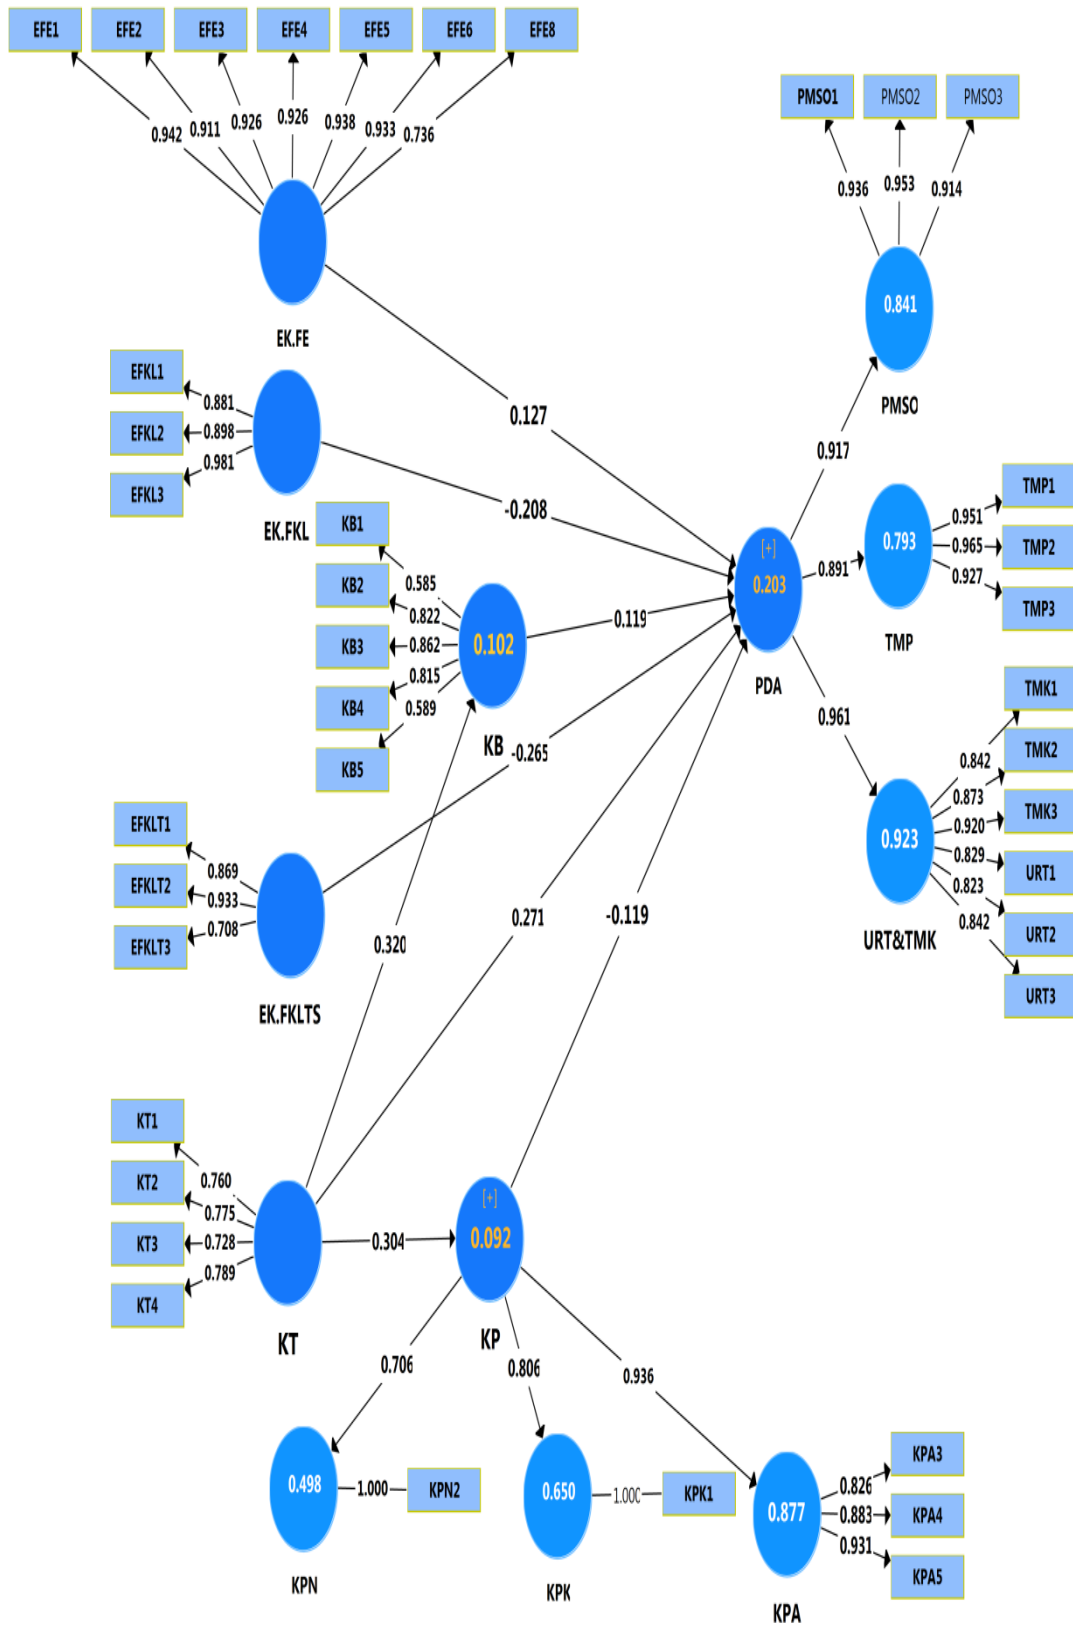 EFE1 EFE2 EFE3 EFE4 EFE5 EFE6 EFE8
0.942 0.911 0.926 0.926 0.938 0.933 0.736
EK.FE
PMSO1 PMSO2 PMSO3
0.936 0.953 0.914
0.841
PMSO
EFKL1
EFKL2
EFKL3
0.881
0.898
0.981
EK.FKL
0.127
-0.208
KB1
KB2
KB3
KB4
KB5
0.585
0.822
0.862
0.815
0.589
0.102
KB
0.119
[+]
0.203
PDA
0.917
0.891
0.961
0.793
TMP
0.951
0.965
0.927
TMP1
TMP2
TMP3
0.923
URT&TMK
0.842
0.873
0.920
0.829
0.823
0.842
TMK1
TMK2
TMK3
URT1
URT2
URT3
EFKLT1
EFKLT2
EFKLT3
0.869
0.933
0.708
EK.FKLTS
-0.265
0.320
0.271
-0.119
KT1
KT2
KT3
KT4
0.760
0.775
0.728
0.789
KT
0.304
[+]
0.092
KP
0.706
0.806
0.936
0.498
KPN
1.000
KPN2
0.650
KPK
1.000
KPK1
0.877
KPA
0.826
0.883
0.931
KPA3
KPA4
KPA5